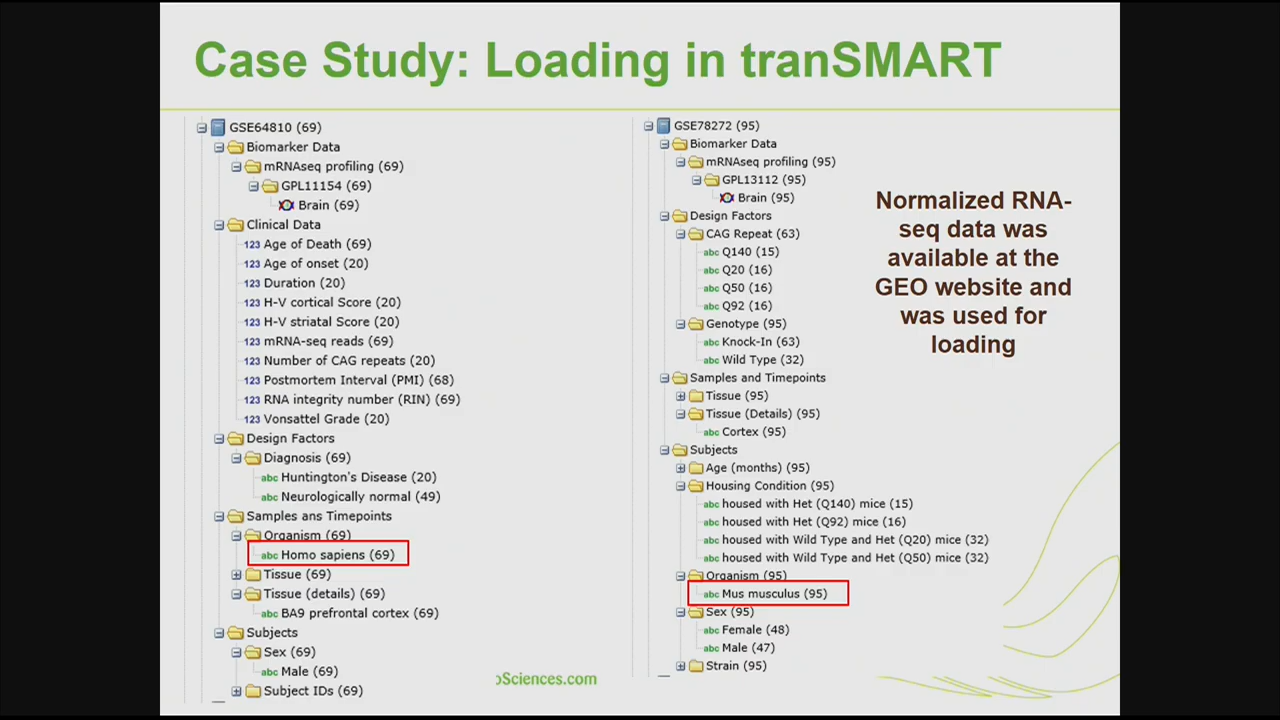 Case Study: Loading in tranSMART
GSE64810 (69)
Biomarker Data
mRNAseq profiling (69)
GPL11154 (69)
Brain (69)
Clinical Data
123 Age of Death (69)
123 Age of onset (20)
123 Duration (20)
123 H-V cortical Score (20)
123 H-V striatal Score (20)
123 mRNA-seq reads (69)
123 Number of CAG repeats (20)
123 Postmortem Interval (PMI) (68)
123 RNA integrity number (RIN) (69)
123 Vonsattel Grade (20)
Design Factors
Diagnosis (69)
abc Huntington's Disease (20)
abc Neurologically normal (49)
Samples ans Timepoints
Organism (69)
abc Homo sapiens (69)
Tissue (69)
Tissue (details) (69)
abc BA9 prefrontal cortex (69)
Subjects
Sex (69)
abc Male (69)
Subject IDs (69)
GSE78272 (95)
Biomarker Data
mRNAseq profiling (95)
GPL13112 (95)
Brain (95)
Design Factors
CAG Repeat (63)
abc Q140 (15)
abc Q20 (16)
abc Q50 (16)
abc Q92 (16)
Genotype (95)
abc Knock-In (63)
abc Wild Type (32)
Samples and Timepoints
Tissue (95)
Tissue (Details) (95)
abc Cortex (95)
Subjects
Age (months) (95)
Housing Condition (95)
abc housed with Het (Q140) mice (15)
abc housed with Het (Q92) mice (16)
abc housed with Wild Type and Het (Q20) mice (32)
abc housed with Wild Type and Het (Q50) mice (32)
Organism (95)
abc Mus musculus (95)
Sex (95)
abc Female (48)
abc Male (47)
Strain (95)
Normalized RNA-
seq data was
available at the
GEO website and
was used for
loading
oSciences.com